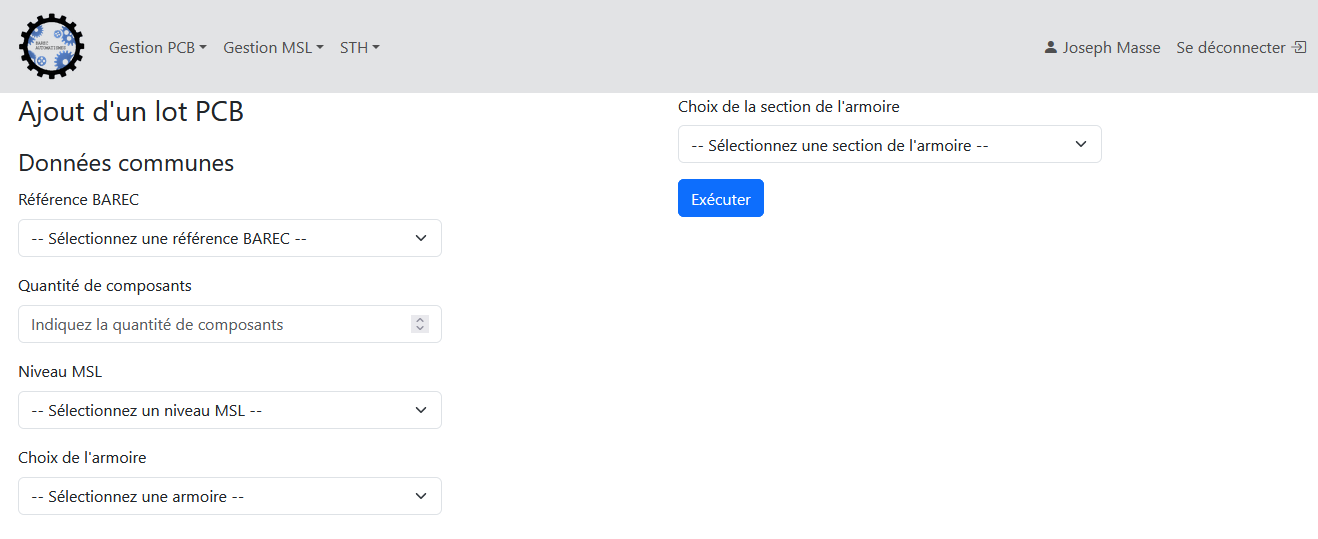 BAREC
AUTOMATISMES
Gestion PCB
Gestion MSL
STH
Joseph Masse
Se déconnecter
Ajout d'un lot PCB
Données communes
Référence BAREC
-- Sélectionnez une référence BAREC --
Quantité de composants
Indiquez la quantité de composants
Niveau MSL
-- Sélectionnez un niveau MSL --
Choix de l'armoire
-- Sélectionnez une armoire --
Choix de la section de l'armoire
-- Sélectionnez une section de l'armoire --
Exécuter